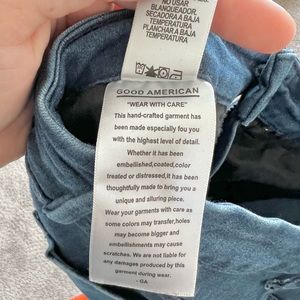 NO USAR
BLANQUEADOR
SECADORA A BAJA
TEMPERATURA
PLANCHAR A BAJA
TEMPERATURA
GOOD AMERICAN
"WEAR WITH CARE"
This hand-crafted garment has
been made especially fou you
with the highest level of detail.
Whether it has been
embellished,coated,color
treated or distressed,it has been
thoughtfully made to bring you a
unique and alluring piece.
Wear your garments with care as
some colors may transfer,holes
may become bigger and
embellishments may cause
scratches. We are not liable for
any damages produced by this
garment during wear.
- GA